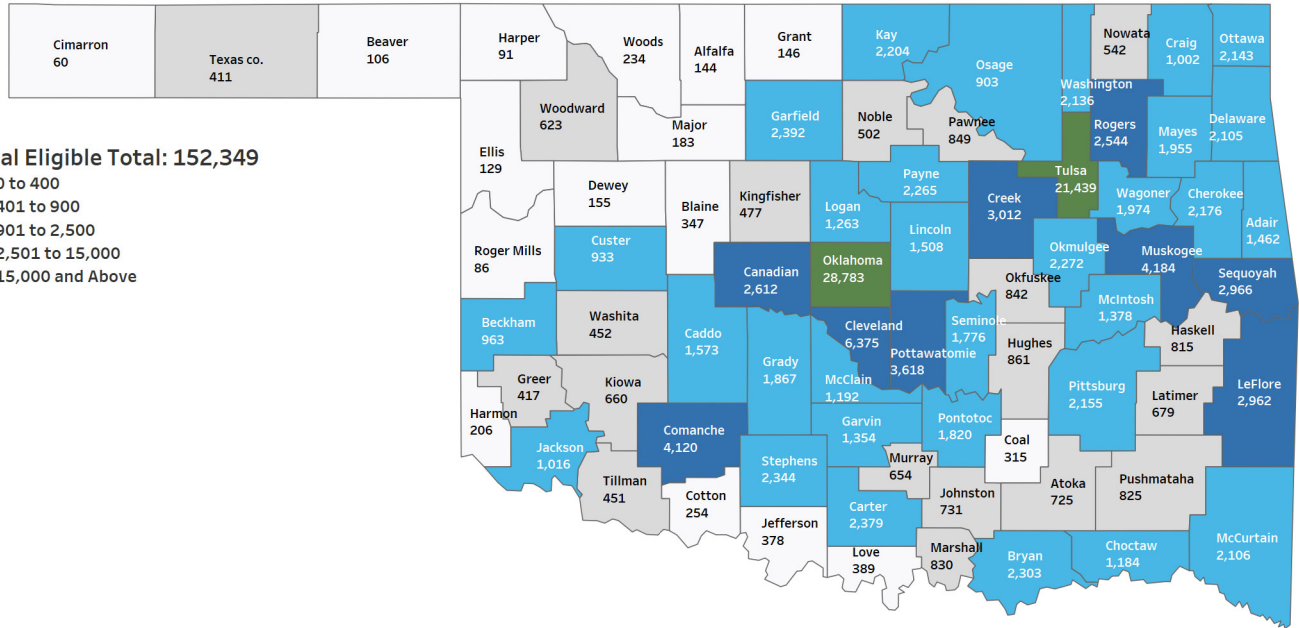 Cimarron
60
Texas co.
411
Beaver
106
Harper
91
Woods
234
Alfalfa
144
Grant
146
Kay
2,204
Osage
903
Washington
2,136
Nowata
542
Craig
1,002
Ottawa
2,143
Woodward
623
Major
183
Garfield
2,392
Noble
502
Pawnee
849
Rogers
2,544
Mayes
1,955
Delaware
2,105
Ellis
129
al Eligible Total: 152,349
0 to 400
401 to 900
901 to 2,500
2,501 to 15,000
15,000 and Above
Dewey
155
Blaine
347
Kingfisher
477
Logan
1,263
Payne
2,265
Creek
3,012
Tulsa
21,439
Wagoner
1,974
Cherokee
2,176
Adair
1,462
Roger Mills
86
Custer
933
Canadian
2,612
Oklahoma
28,783
Lincoln
1,508
Okmulgee
2,272
Muskogee
4,184
Sequoyah
2,966
Okfuskee
842
McIntosh
1,378
Beckham
963
Washita
452
Caddo
1,573
Grady
1,867
Cleveland
6,375
Pottawatomie
3,618
Seminole
1,776
Hughes
861
Haskell
815
McClain
1,192
Greer
417
Kiowa
660
Pittsburg
2,155
Latimer
679
LeFlore
2,962
Harmon
206
Jackson
1,016
Comanche
4,120
Garvin
1,354
Pontotoc
1,820
Coal
315
Stephens
2,344
Murray
654
Tillman
451
Cotton
254
Johnston
731
Atoka
725
Pushmataha
825
Jefferson
378
Carter
2,379
Love
389
Marshall
830
Bryan
2,303
Choctaw
1,184
McCurtain
2,106